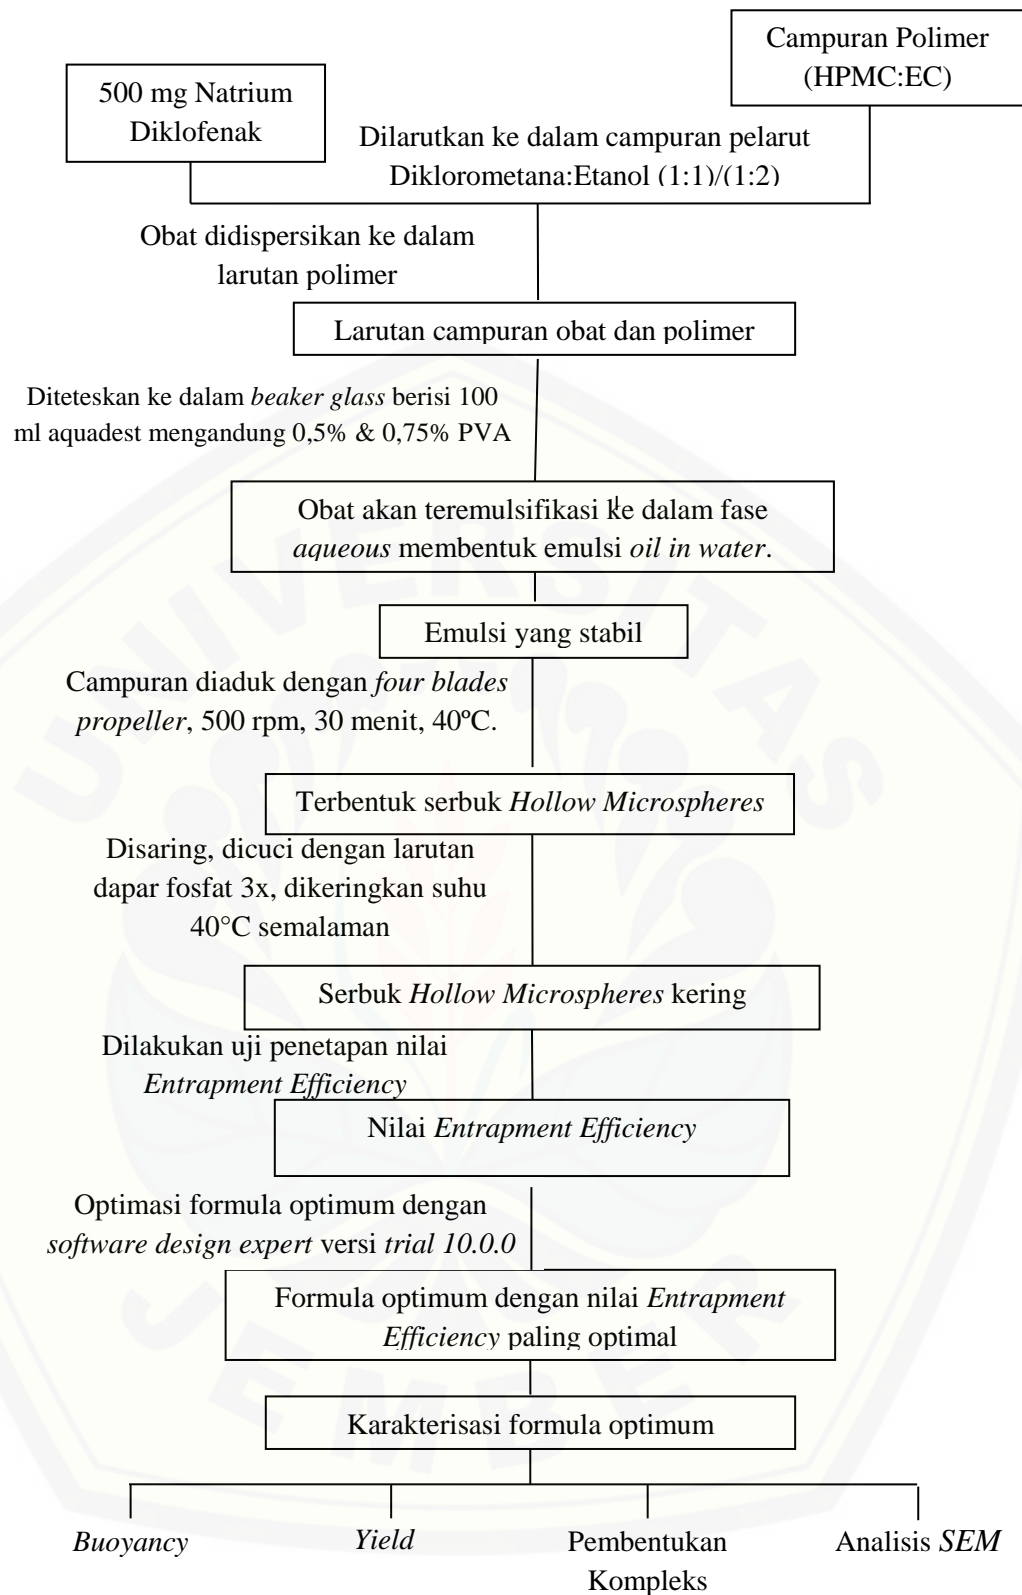 Campuran Polimer
(HPMC:EC)
500 mg Natrium
Diklofenak
Dilarutkan ke dalam campuran pelarut
Diklorometana:Etanol (1:1)/(1:2)
Obat didispersikan ke dalam
larutan polimer
Larutan campuran obat dan polimer
Diteteskan ke dalam beaker glass berisi 100
ml aquadest mengandung 0,5% & 0,75% PVA
Obat akan teremulsifikasi ke dalam fase
aqueous membentuk emulsi oil in water.
Emulsi yang stabil
Campuran diaduk dengan four blades
propeller, 500 rpm, 30 menit, 40ºC.
Terbentuk serbuk Hollow Microspheres
Disaring, dicuci dengan larutan
dapar fosfat 3x, dikeringkan suhu
40°C semalaman
Serbuk Hollow Microspheres kering
Dilakukan uji penetapan nilai
Entrapment Efficiency
Nilai Entrapment Efficiency
Optimasi formula optimum dengan
software design expert versi trial 10.0.0
Formula optimum dengan nilai Entrapment
Efficiency paling optimal
Karakterisasi formula optimum
Buoyancy
Yield
Pembentukan
Kompleks
Analisis SEM
UNIVERSITAS
JEMBER